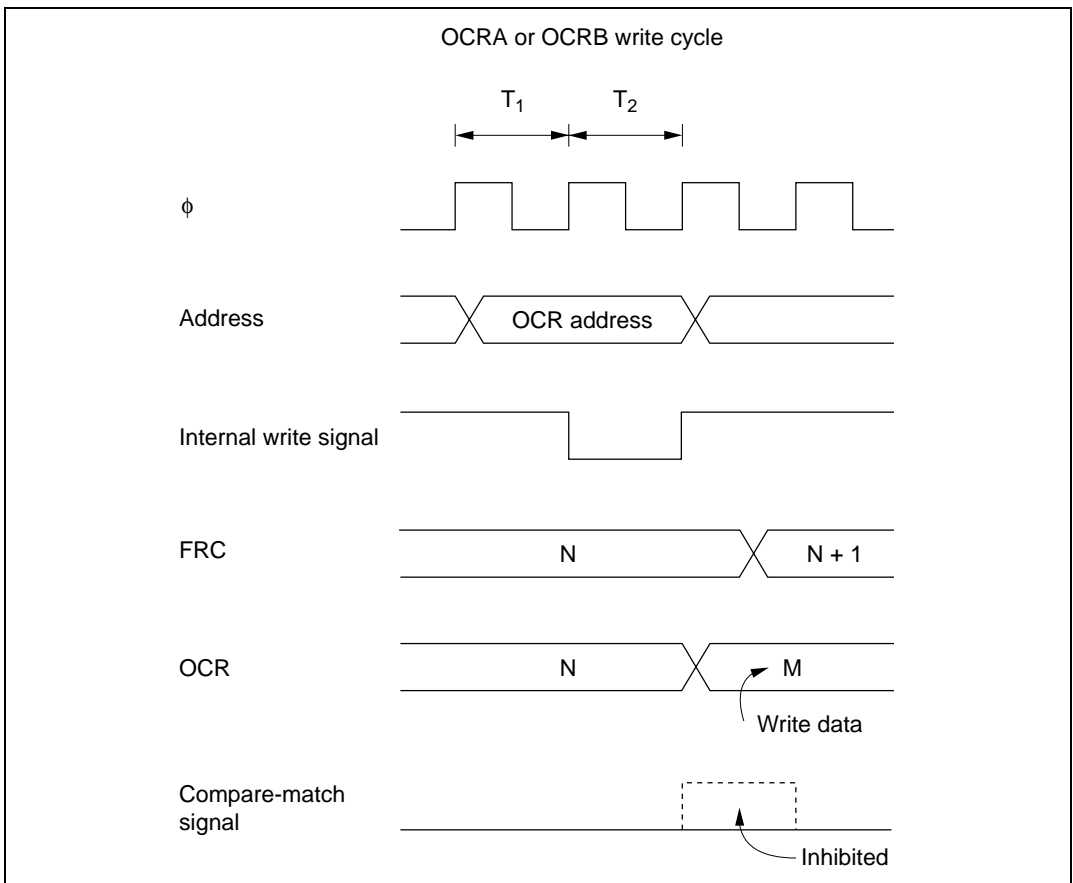 OCRA or OCRB write cycle
T1 T2
φ
Address OCR address
Internal write signal
FRC N N + 1
OCR N M
Write data
Compare-match
signal
Inhibited